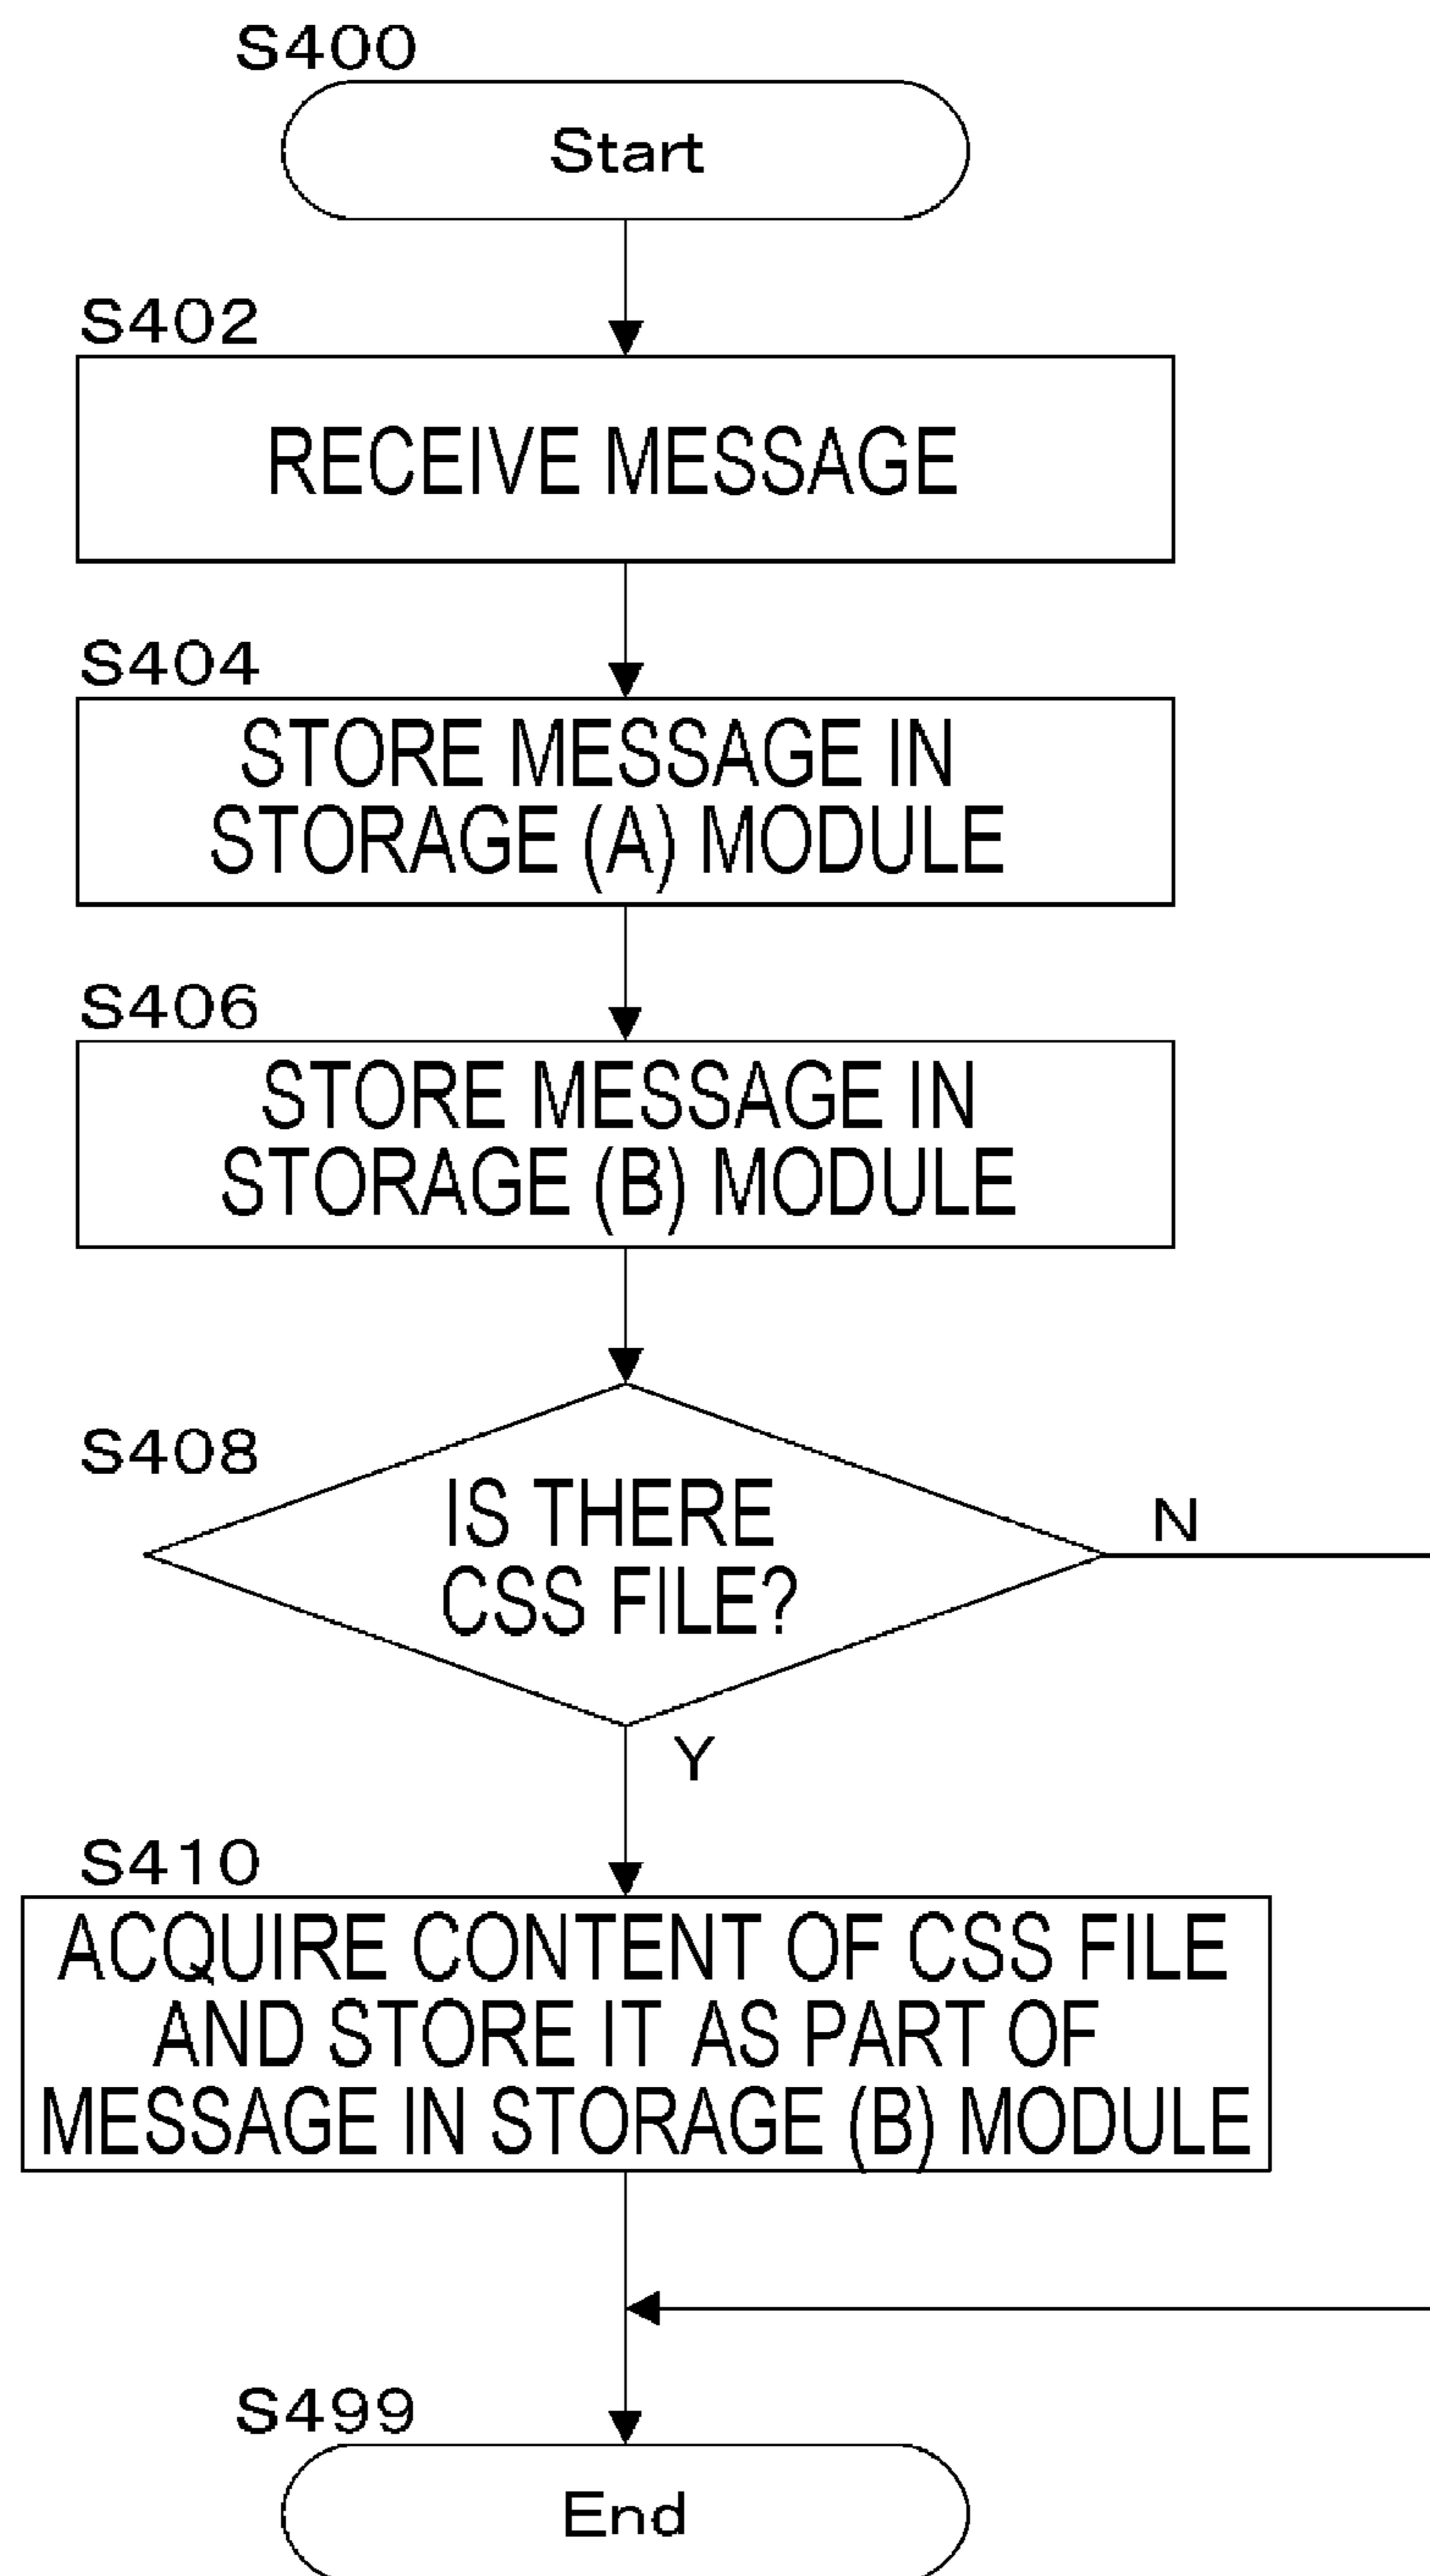 S400
Start
S402
RECEIVE MESSAGE
S404
STORE MESSAGE IN
STORAGE (A) MODULE
S406
STORE MESSAGE IN
STORAGE (B) MODULE
S408
IS THERE
CSS FILE?
N
Y
S410
ACQUIRE CONTENT OF CSS FILE
AND STORE IT AS PART OF
MESSAGE IN STORAGE (B) MODULE
S499
End